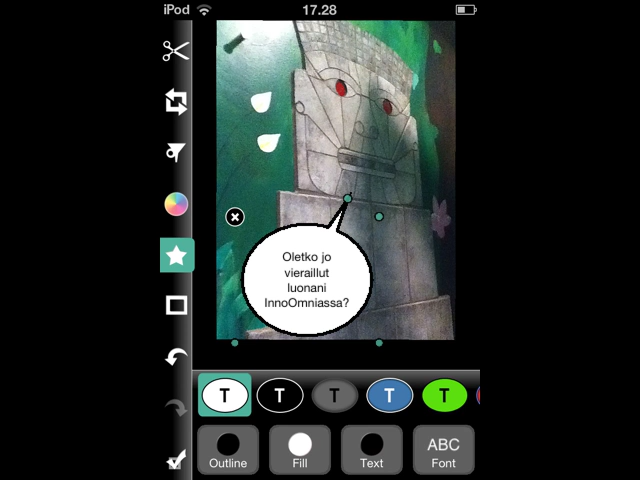 iPod
17.28
Oletko jo
vieraillut
luonani
InnoOmniassa?
T T T T T
Outline
Fill
Text
ABC
Font